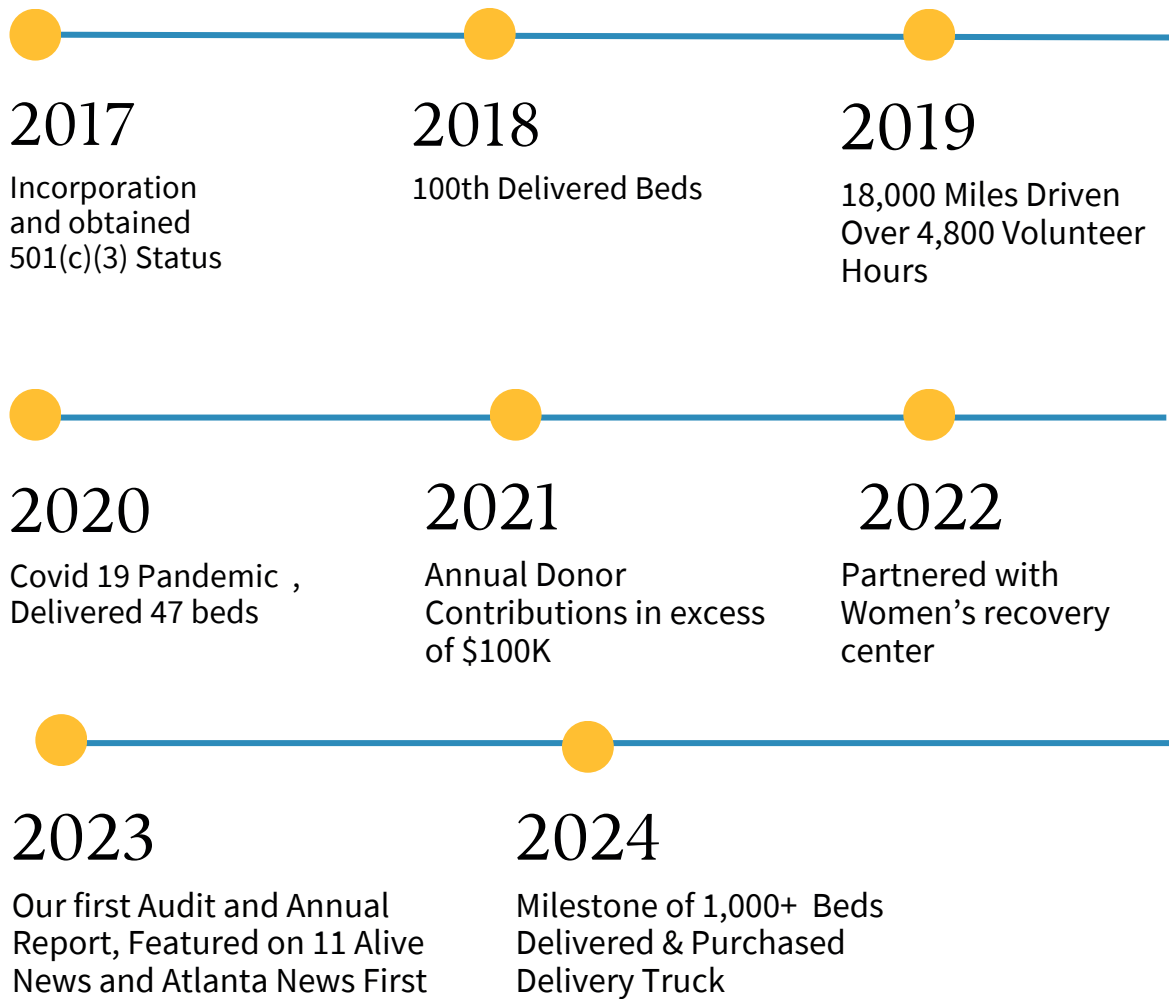 2017
Incorporation
and obtained
501(c)(3) Status
2018
100th Delivered Beds
2019
18,000 Miles Driven
Over 4,800 Volunteer
Hours
2020
Covid 19 Pandemic ,
Delivered 47 beds
2021
Annual Donor
Contributions in excess
of $100K
2022
Partnered with
Women’s recovery
center
2023
Our first Audit and Annual
Report, Featured on 11 Alive
News and Atlanta News First
2024
Milestone of 1,000+ Beds
Delivered & Purchased
Delivery Truck